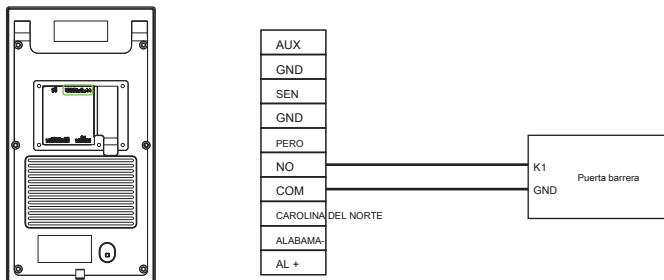 AUX
GND
SEN
GND
PERO
NO
COM
CAROLINA DEL NORTE
ALABAMA-
AL +
K1
GND
Puerta barrera